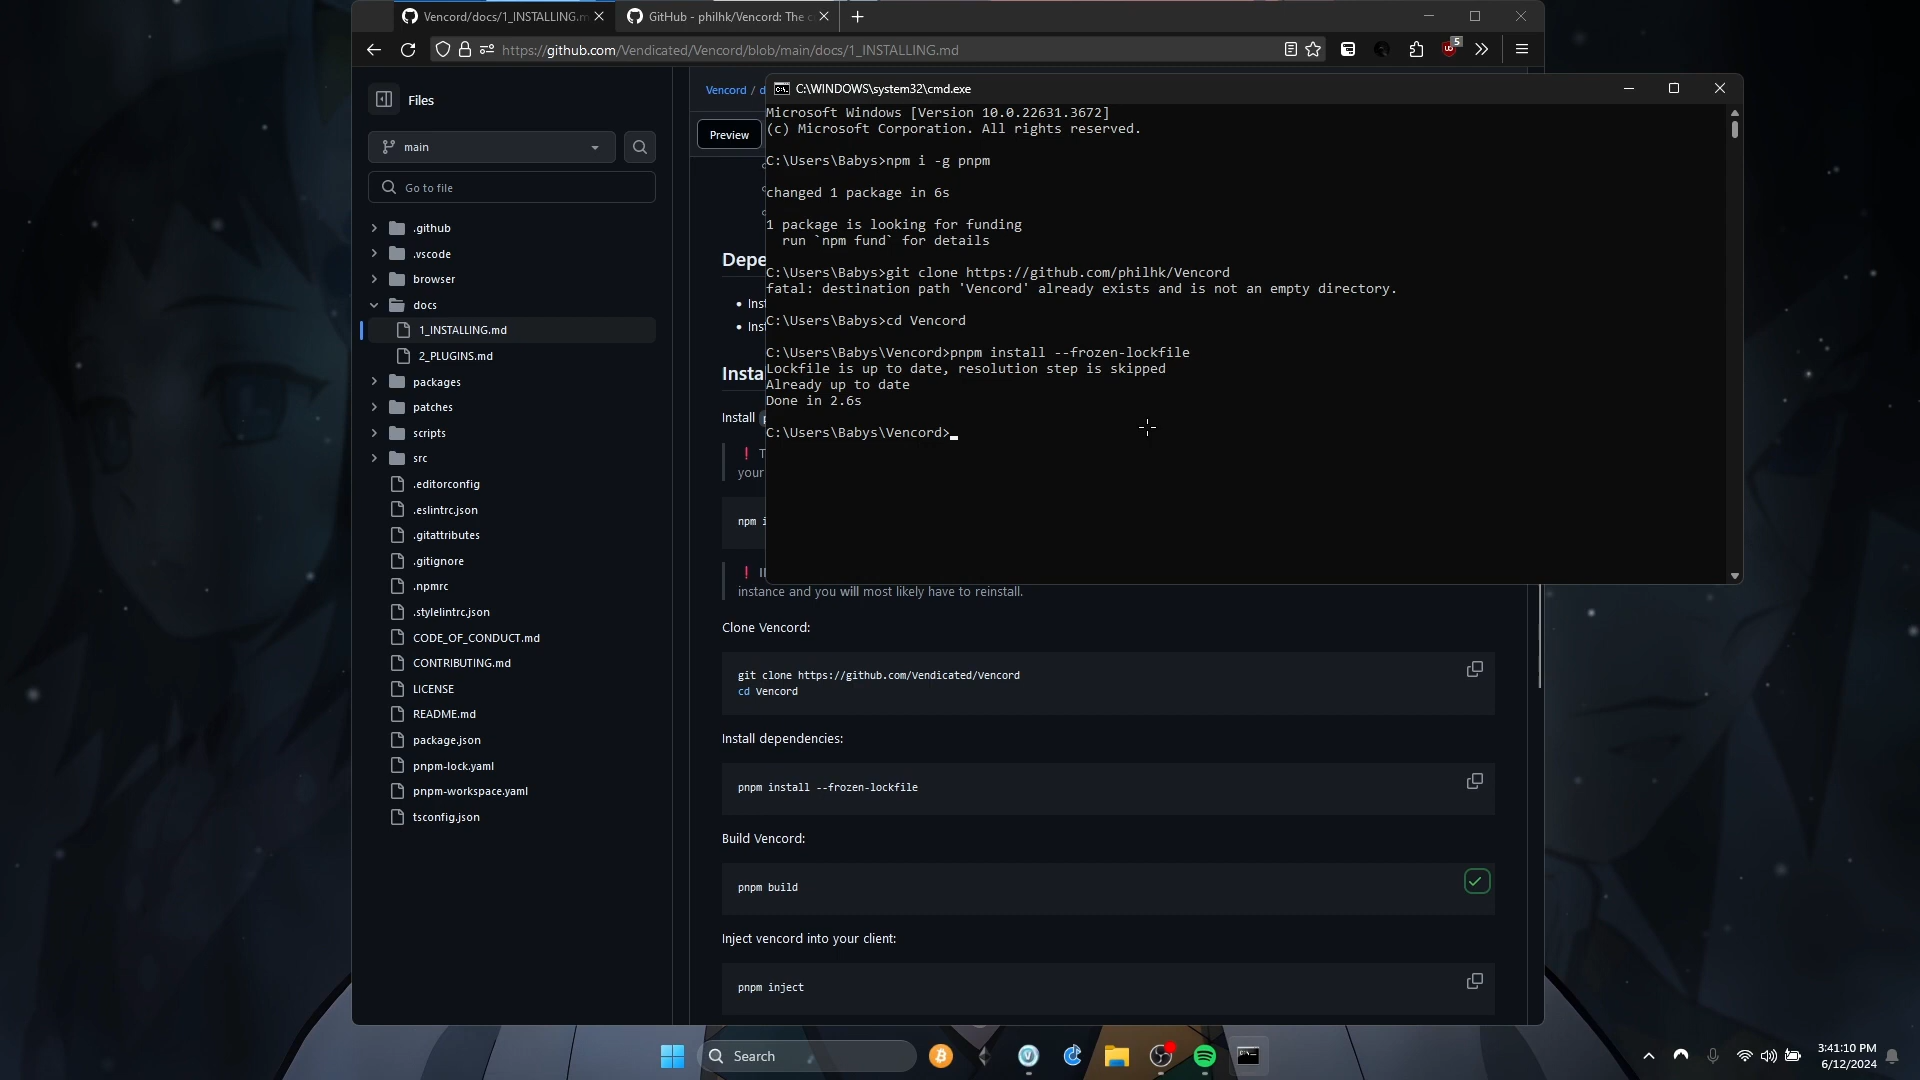 Vencord/docs/1_INSTALLING.m
GitHub - philhk/Vencord: The c
https://github.com/Vendicated/Vencord/blob/main/docs/1_INSTALLING.md
5
Files
main
Go to file
.github
.vscode
browser
docs
1_INSTALLING.md
2_PLUGINS.md
packages
patches
scripts
src
.editorconfig
.eslintrc.json
.gitattributes
.gitignore
.npmrc
.stylelintrc.json
CODE_OF_CONDUCT.md
CONTRIBUTING.md
LICENSE
README.md
package.json
pnpm-lock.yaml
pnpm-workspace.yaml
tsconfig.json
Vencord / d
Preview
Depe
Inst
Inst
Insta
Install
your
npm i
C:\WINDOWS\system32\cmd.exe
Microsoft Windows [Version 10.0.22631.3672]
(c) Microsoft Corporation. All rights reserved.
C:\Users\Babys>npm i -g pnpm
changed 1 package in 6s
1 package is looking for funding
run `npm fund` for details
C:\Users\Babys>git clone https://github.com/philhk/Vencord
fatal: destination path 'Vencord' already exists and is not an empty directory.
C:\Users\Babys>cd Vencord
C:\Users\Babys\Vencord>pnpm install --frozen-lockfile
Lockfile is up to date, resolution step is skipped
Already up to date
Done in 2.6s
C:\Users\Babys\Vencord>
instance and you will most likely have to reinstall.
Clone Vencord:
git clone https://github.com/Vendicated/Vencord
cd Vencord
Install dependencies:
pnpm install --frozen-lockfile
Build Vencord:
pnpm build
Inject vencord into your client:
pnpm inject
Search
3:41:10 PM
6/12/2024